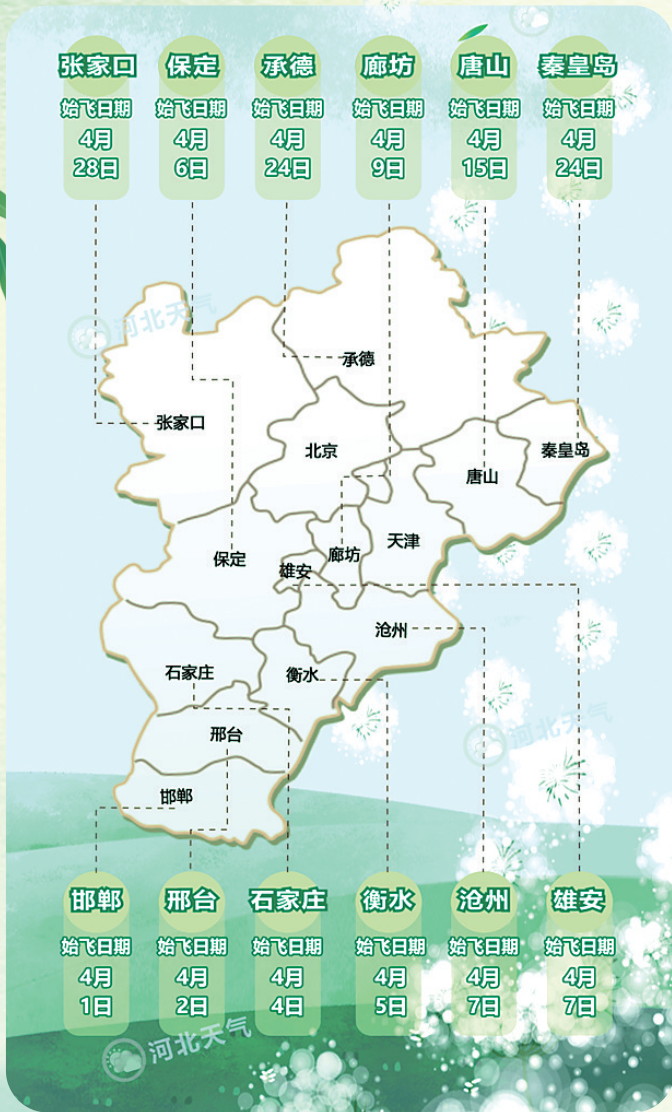 张家口
始飞日期
4月
28日
保定
始飞日期
4月
6日
承德
始飞日期
4月
24日
廊坊
始飞日期
4月
9日
唐山
始飞日期
4月
15日
秦皇岛
始飞日期
4月
24日
河北天气
承德
张家口
北京
秦皇岛
唐山
保定
雄安
廊坊
天津
沧州
石家庄
衡水
河北天气
邢台
邯郸
邯郸
始飞日期
4月
1日
邢台
始飞日期
4月
2日
石家庄
始飞日期
4月
4日
衡水
始飞日期
4月
5日
沧州
始飞日期
4月
7日
雄安
始飞日期
4月
7日
河北天气